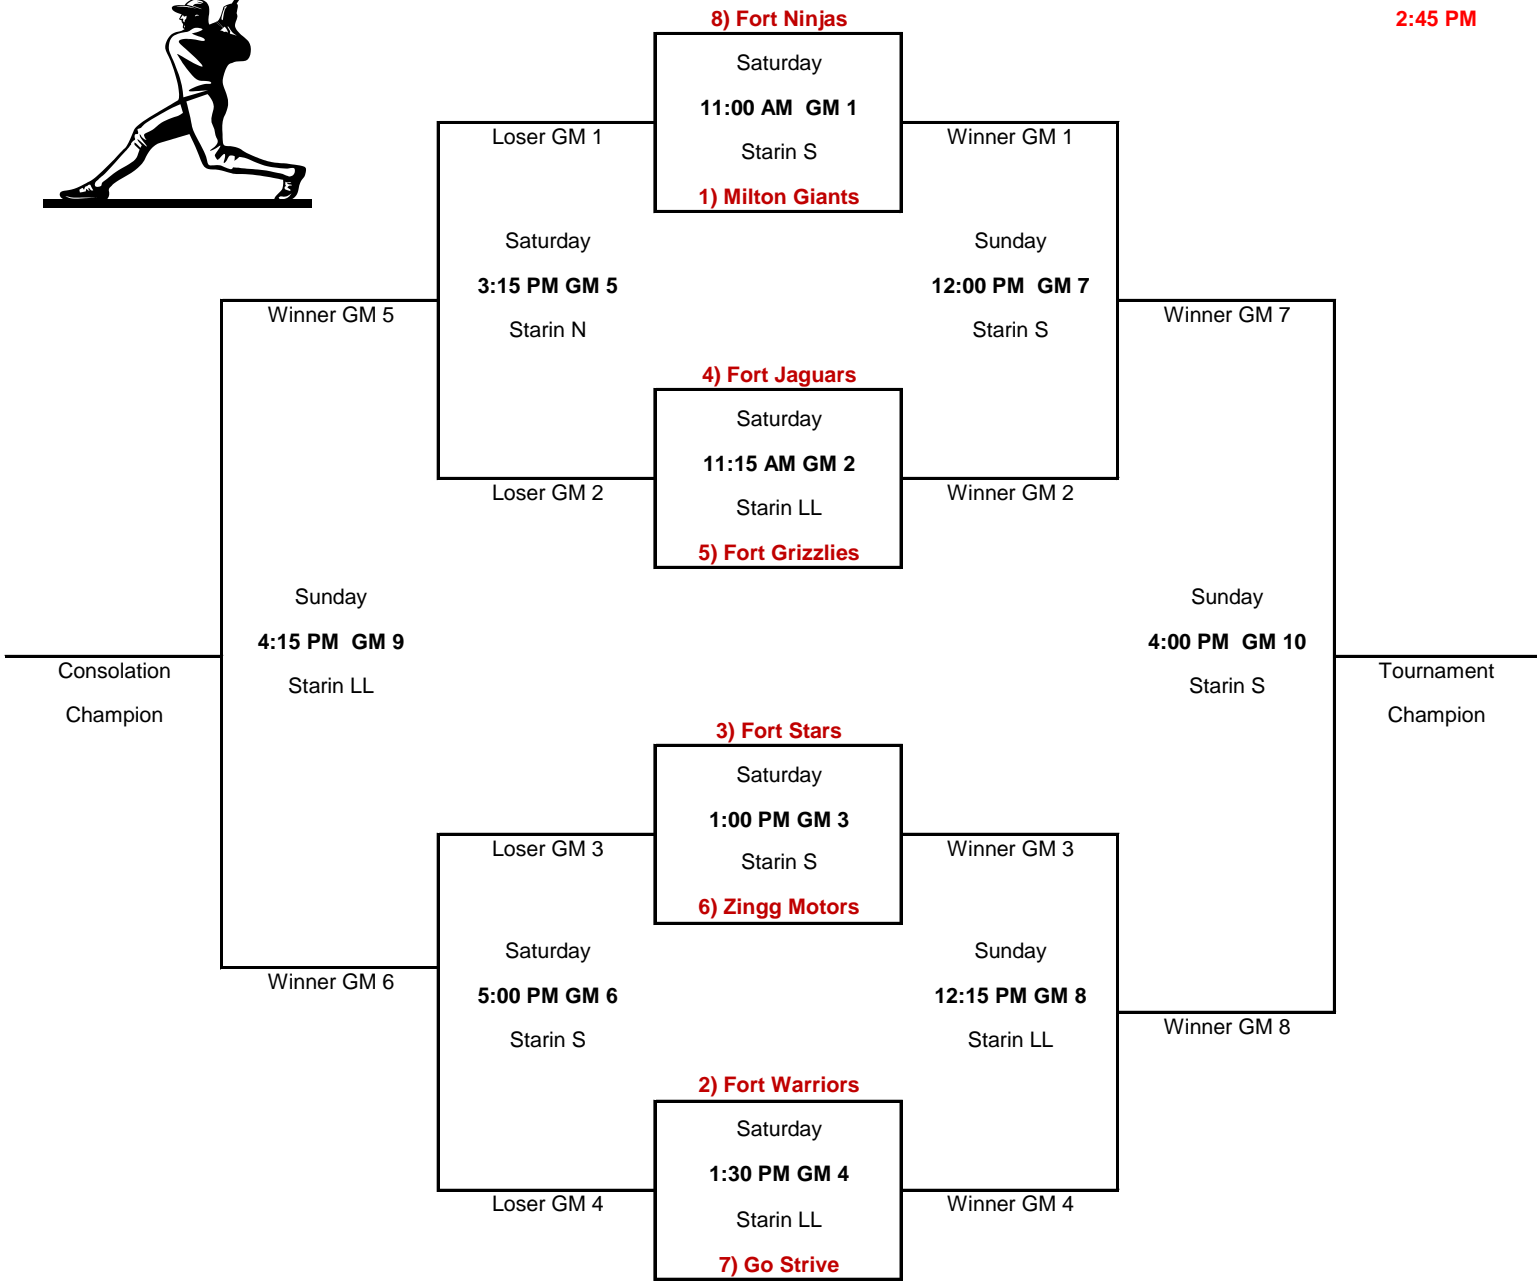 8) Fort Ninjas
2:45 PM
Saturday
11:00 AM  GM 1
Loser GM 1
Winner GM 1
Starin S
1) Milton Giants
Saturday
Sunday
3:15 PM GM 5
12:00 PM  GM 7
Winner GM 5
Starin N
Starin S
Winner GM 7
4) Fort Jaguars
Saturday
11:15 AM GM 2
Loser GM 2
Winner GM 2
Starin LL
5) Fort Grizzlies
Sunday
Sunday
4:15 PM  GM 9
4:00 PM  GM 10
Consolation
Starin LL
Starin S
Tournament
Champion
Champion
3) Fort Stars
Saturday
1:00 PM GM 3
Loser GM 3
Winner GM 3
Starin S
6) Zingg Motors
Saturday
Sunday
Winner GM 6
5:00 PM GM 6
12:15 PM GM 8
Starin S
Starin LL
Winner GM 8
2) Fort Warriors
Saturday
1:30 PM GM 4
Loser GM 4
Winner GM 4
Starin LL
7) Go Strive